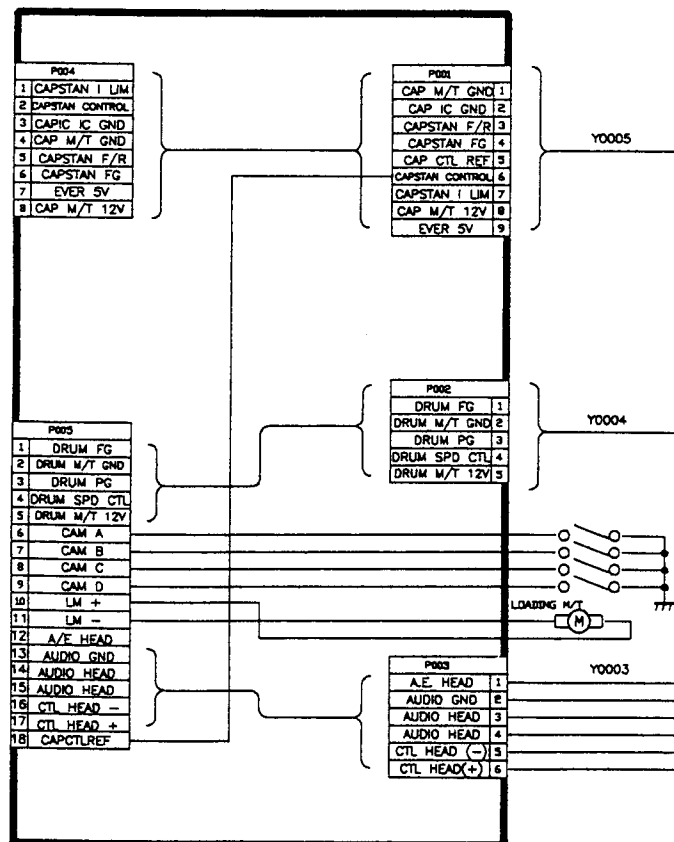 P004
1 CAPSTAN I LIM
2 CAPSTAN CONTROL
3 CAPIC IC GND
4 CAP M/T GND
5 CAPSTAN F/R
6 CAPSTAN FG
7 EVER 5V
8 CAP M/T 12V
P001
CAP M/T GND 1
CAP IC GND 2
CAPSTAN F/R 3
CAPSTAN FG 4
CAP CTL REF 5
CAPSTAN CONTROL 6
CAPSTAN I LIM 7
CAP M/T 12V 8
EVER 5V 9
Y0005
P002
DRUM FG 1
DRUM M/T GND 2
DRUM PG 3
DRUM SPD CTL 4
DRUM M/T 12V 5
Y0004
P005
1 DRUM FG
2 DRUM M/T GND
3 DRUM PG
4 DRUM SPD CTL
5 DRUM M/T 12V
6 CAM A
7 CAM B
8 CAM C
9 CAM D
10 LM +
11 LM -
12 A/E HEAD
13 AUDIO GND
14 AUDIO HEAD
15 AUDIO HEAD
16 CTL HEAD -
17 CTL HEAD +
18 CAPCTLREF
LOADING M/T
M
P003
A.E. HEAD 1
AUDIO GND 2
AUDIO HEAD 3
AUDIO HEAD 4
CTL HEAD (-) 5
CTL HEAD(+) 6
Y0003